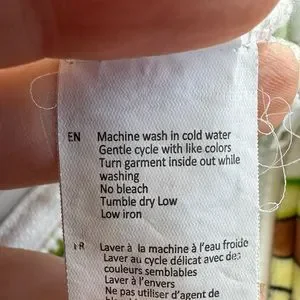 EN Machine wash in cold water
Gentle cycle with like colors
Turn garment inside out while
washing
No bleach
Tumble dry Low
Low iron
FR Laver à la machine à l'eau froide
Laver au cycle délicat avec des
couleurs semblables
Laver à l'envers
Ne pas utiliser d'agent de